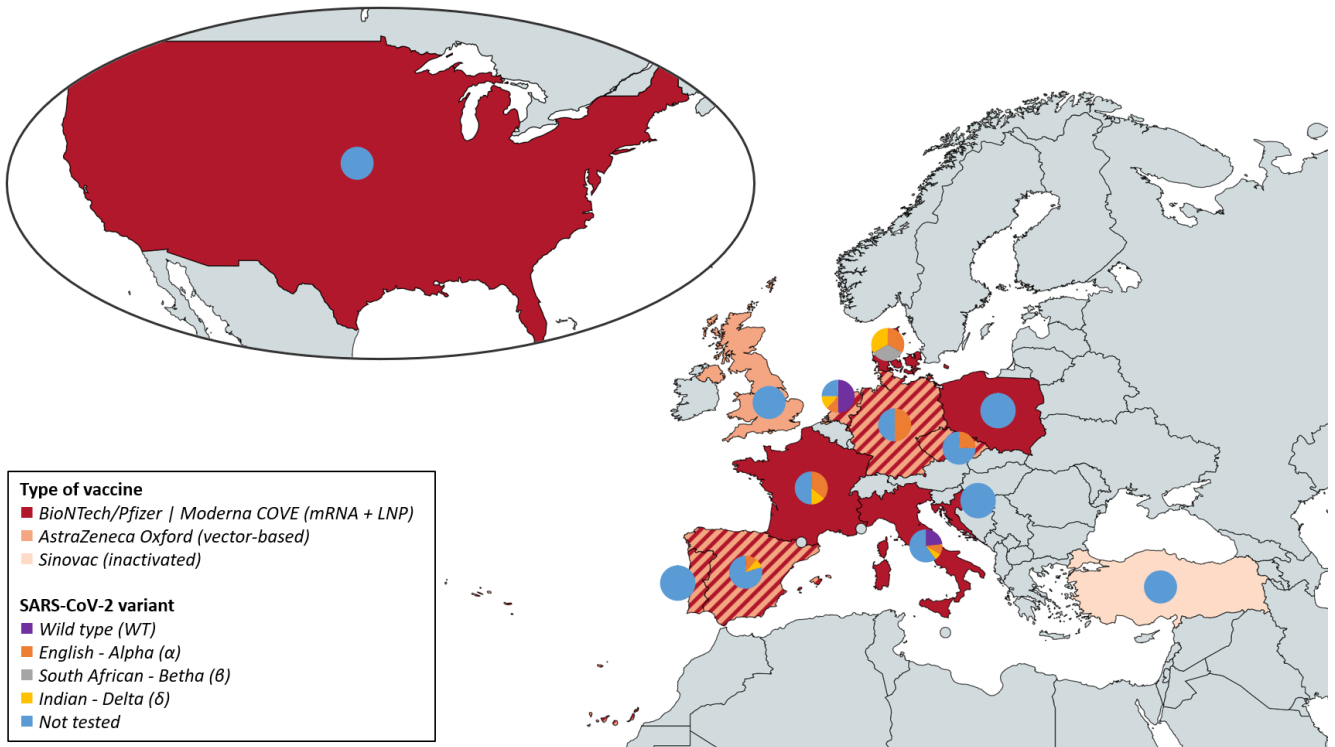 Type of vaccine
BioNTech/Pfizer | Moderna COVE (mRNA + LNP)
AstraZeneca Oxford (vector-based)
Sinovac (inactivated)
SARS-CoV-2 variant
Wild type (WT)
English - Alpha (α)
South African - Betha (β)
Indian - Delta (δ)
Not tested